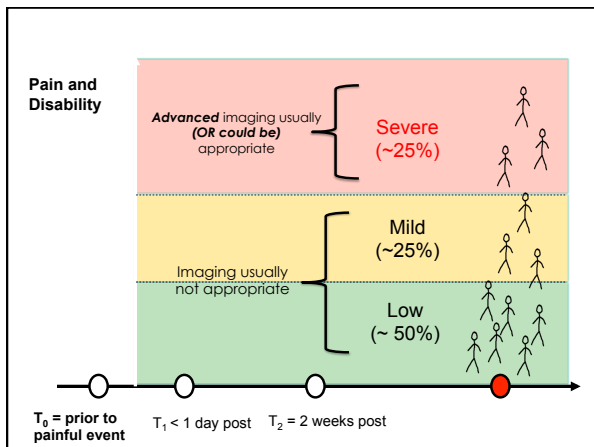 Pain and
Disability
Advanced imaging usually
(OR could be)
appropriate
Severe
(~25%)
Mild
(~25%)
Imaging usually
not appropriate
Low
(~ 50%)
T₀ = prior to
painful event
T₁ < 1 day post
T₂ = 2 weeks post